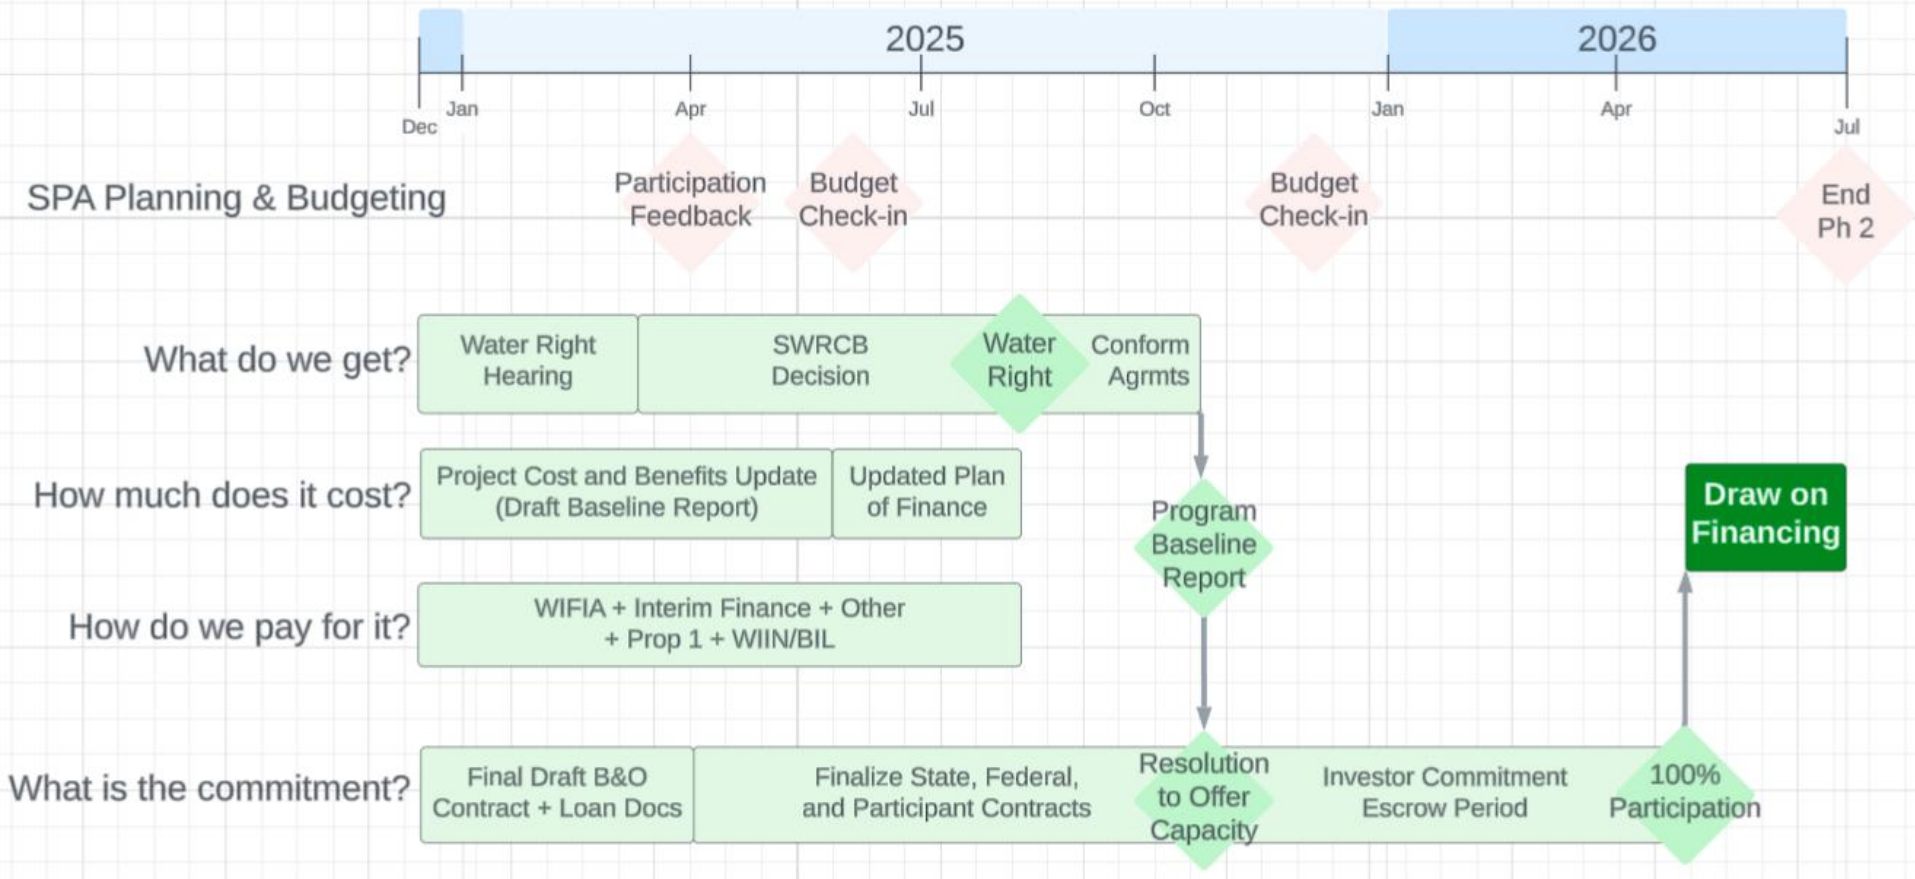 2025
2026
Dec
Jan
Apr
Jul
Oct
Jan
Apr
Jul
SPA Planning & Budgeting
Participation
Feedback
Budget
Check-in
Budget
Check-in
End
Ph 2
What do we get?
Water Right
Hearing
SWRCB
Decision
Water
Right
Conform
Agrmts
How much does it cost?
Project Cost and Benefits Update
(Draft Baseline Report)
Updated Plan
of Finance
Program
Baseline
Report
Draw on
Financing
How do we pay for it?
WIFIA + Interim Finance + Other
+ Prop 1 + WIIN/BIL
What is the commitment?
Final Draft B&O
Contract + Loan Docs
Finalize State, Federal,
and Participant Contracts
Resolution
to Offer
Capacity
Investor Commitment
Escrow Period
100%
Participation